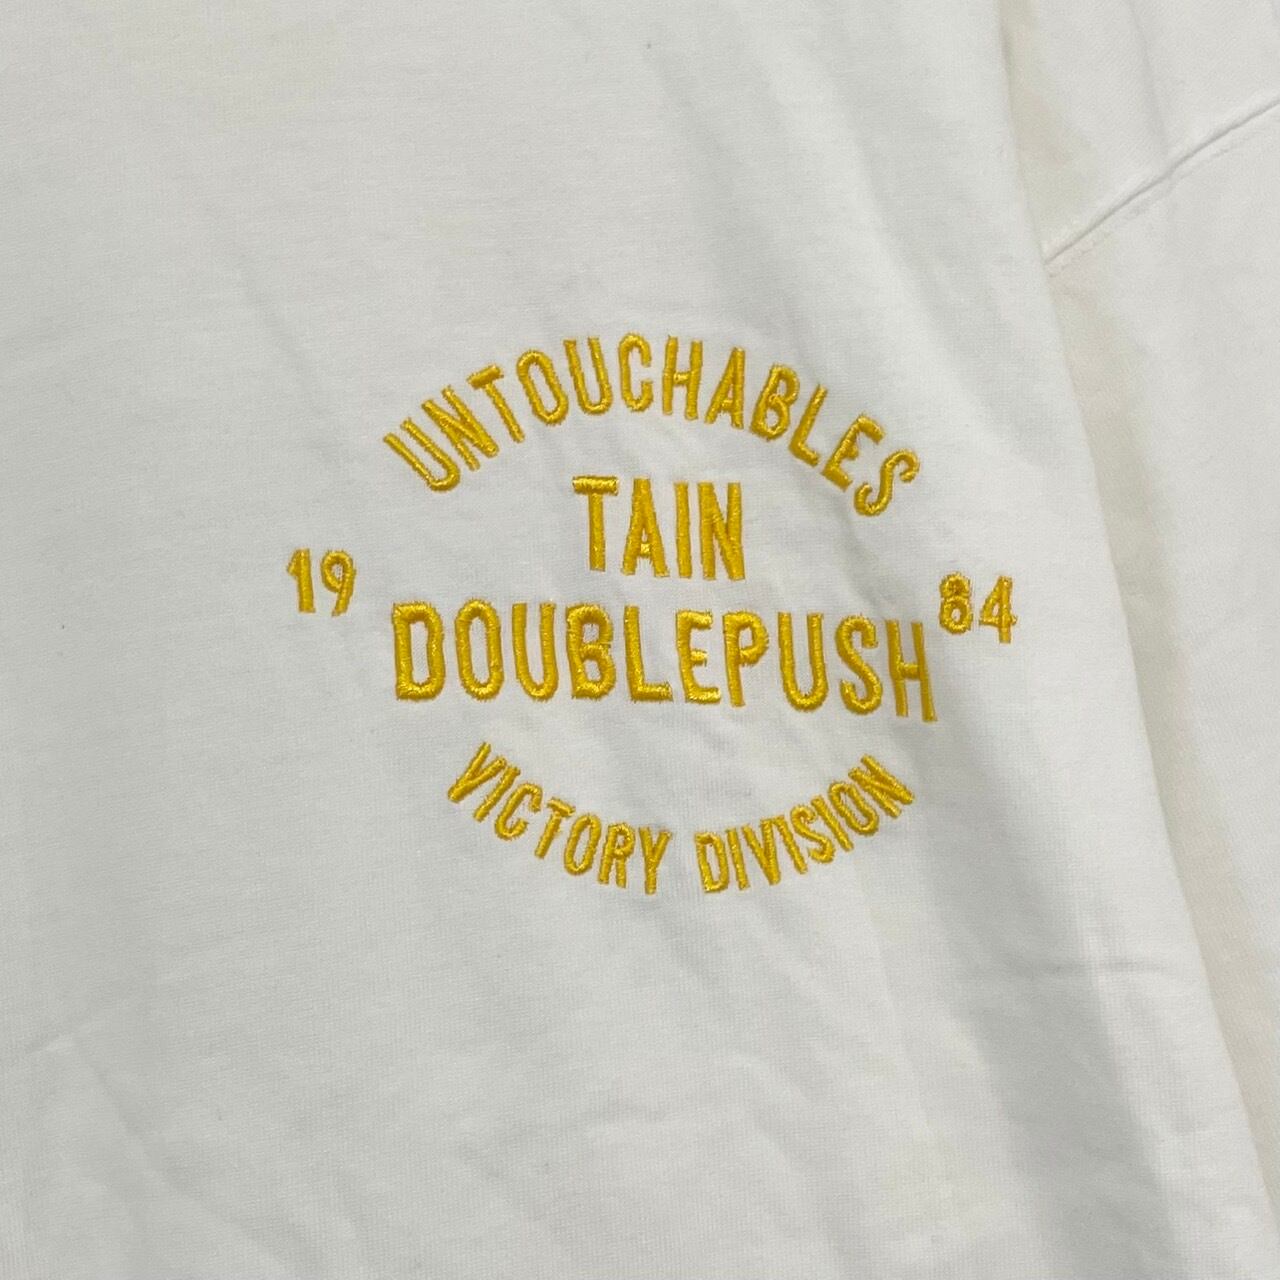 UNTOUCHABLES
TAIN
19 84
DOUBLEPUSH
VICTORY DIVISION